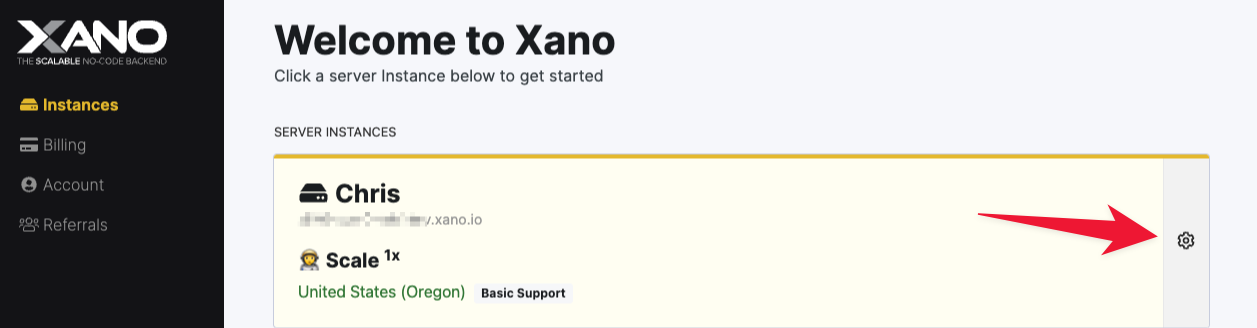 XANO
THE SCALABLE NO-CODE BACKEND
Instances
Billing
Account
Referrals
Welcome to Xano
Click a server Instance below to get started
SERVER INSTANCES
Chris
.xano.io
Scale 1x
United States (Oregon) Basic Support